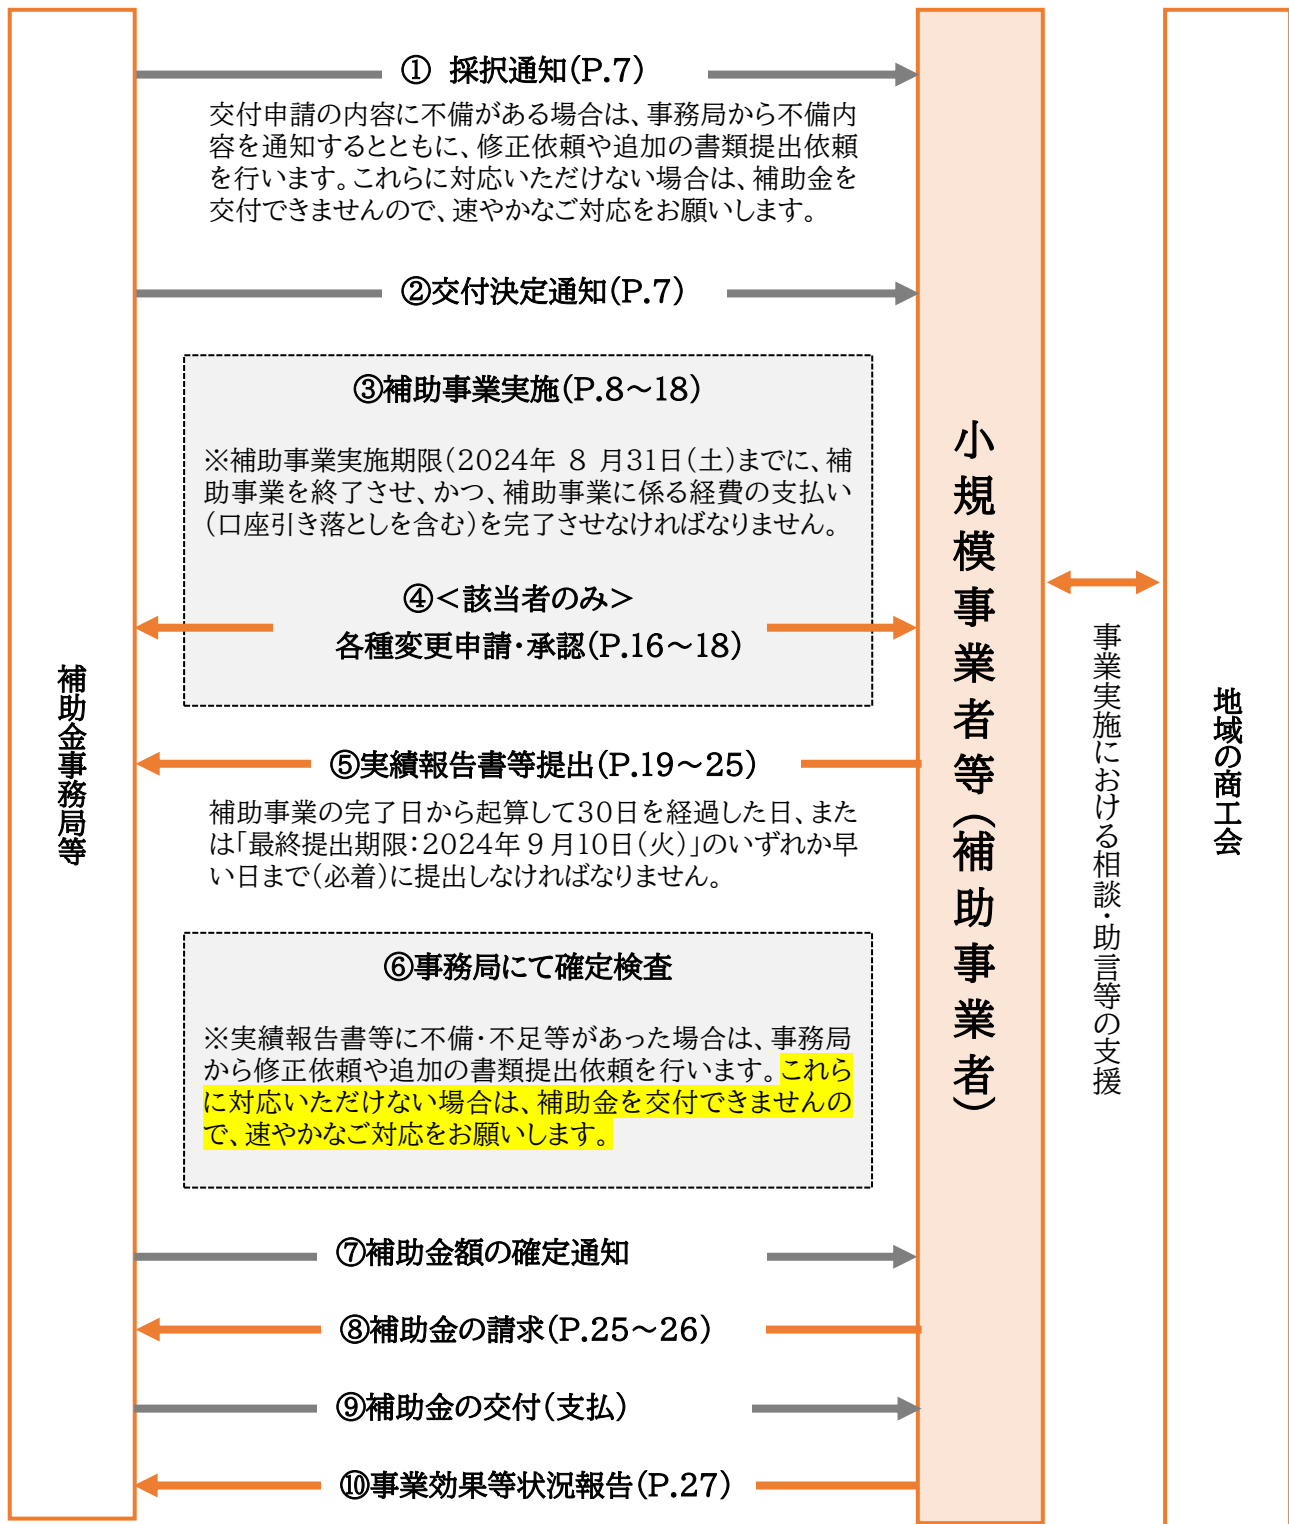 ① 採択通知(P.7)
交付申請の内容に不備がある場合は、事務局から不備内
容を通知するとともに、修正依頼や追加の書類提出依頼
を行います。これらに対応いただけない場合は、補助金を
交付できませんので、速やかなご対応をお願いします。
②交付決定通知(P.7)
③補助事業実施(P.8～18)
※補助事業実施期限(2024年 8 月31日(土)までに、補
助事業を終了させ、かつ、補助事業に係る経費の支払い
(口座引き落としを含む)を完了させなければなりません。
④＜該当者のみ＞
各種変更申請・承認(P.16～18)
⑤実績報告書等提出(P.19～25)
補助事業の完了日から起算して30日を経過した日、また
は「最終提出期限：2024年 9 月10日(火)」のいずれか早
い日まで(必着)に提出しなければなりません。
⑥事務局にて確定検査
※実績報告書等に不備・不足等があった場合は、事務局
から修正依頼や追加の書類提出依頼を行います。これら
に対応いただけない場合は、補助金を交付できませんの
で、速やかなご対応をお願いします。
⑦補助金額の確定通知
⑧補助金の請求(P.25～26)
⑨補助金の交付(支払)
⑩事業効果等状況報告(P.27)
補助金事務局等
小規模事業者等(補助事業者)
事業実施における相談・助言等の支援
地域の商工会